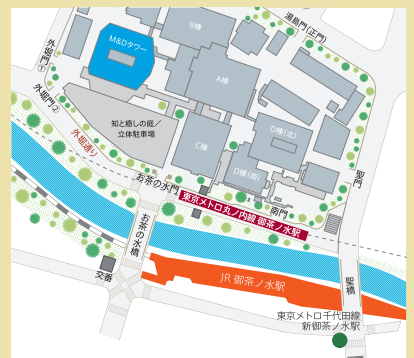 湯島門(正門)
B棟
M&Dタワー
外堀門①
A棟
外堀門②
知と癒しの庭／
立体駐車場
D棟(北)
外堀通り
C棟
聖門
D棟(南)
お茶の水門
東京メトロ丸ノ内線 御茶ノ水駅
南門
お茶の水橋
交番
JR 御茶ノ水駅
聖橋
東京メトロ千代田線
新御茶ノ水駅